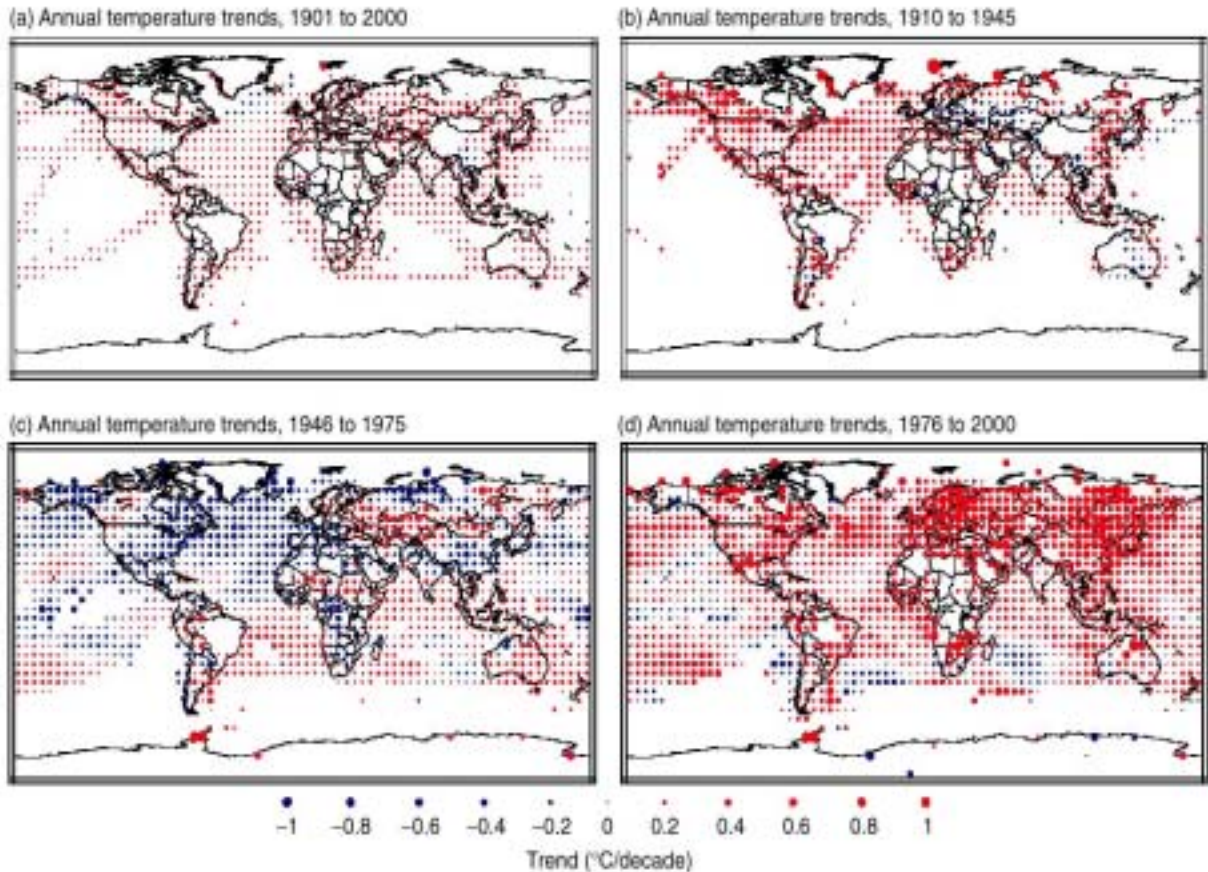 (a) Annual temperature trends, 1901 to 2000
(b) Annual temperature trends, 1910 to 1945
(c) Annual temperature trends, 1946 to 1975
(d) Annual temperature trends, 1976 to 2000
−1 −0.8 −0.6 −0.4 −0.2 0 0.2 0.4 0.6 0.8 1
Trend (°C/decade)